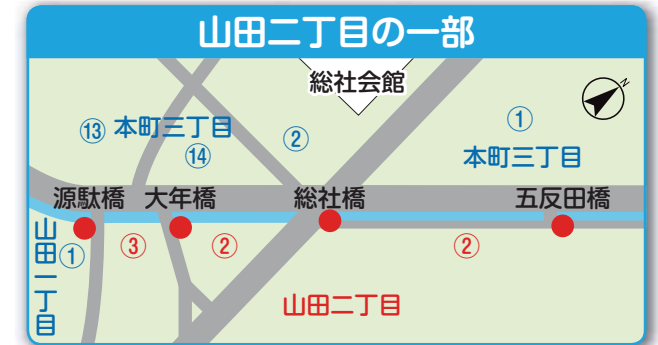 山田二丁目の一部
総社会館
N
⑬ 本町三丁目
⑭
②
①
本町三丁目
源駄橋
大年橋
総社橋
五反田橋
山田一丁目
①
③
②
②
山田二丁目